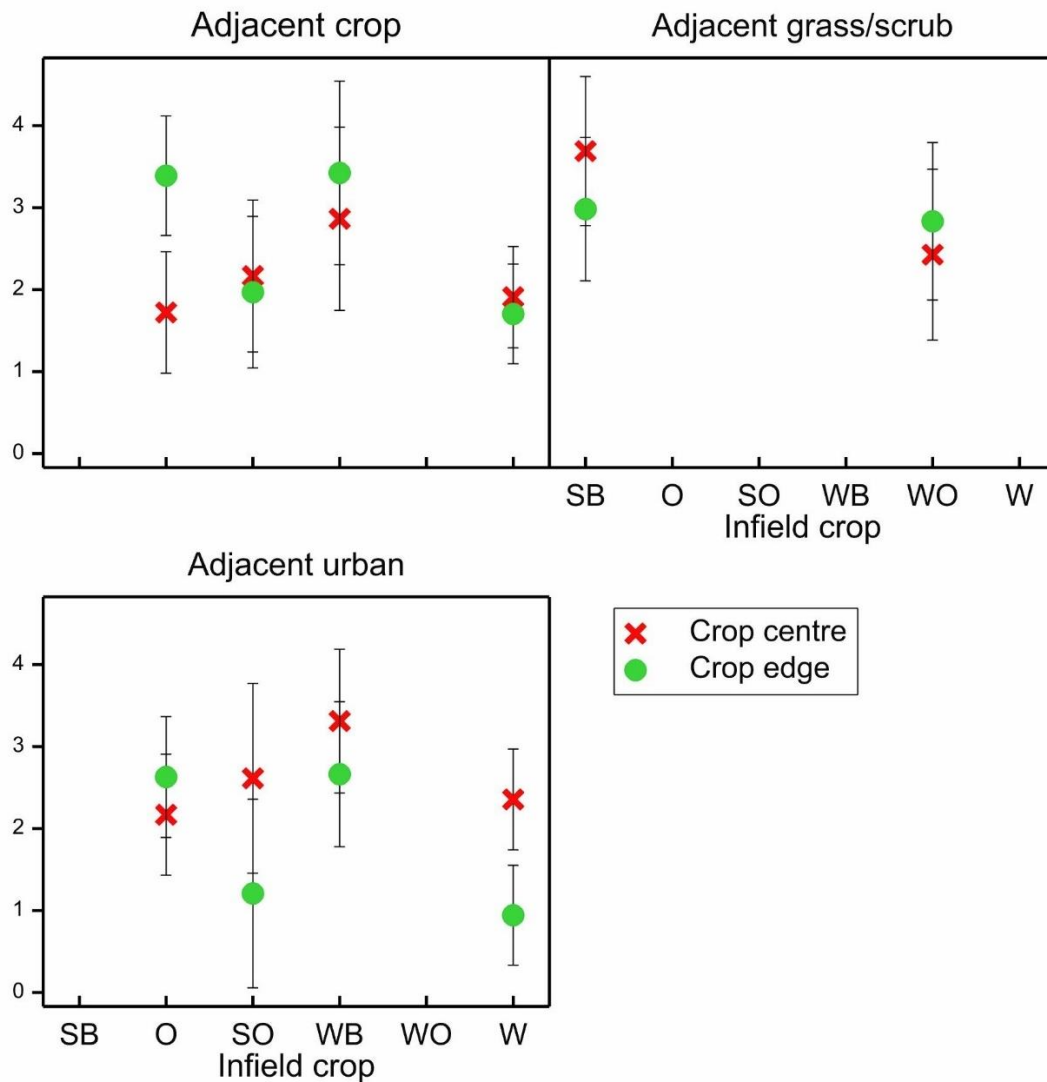 Adjacent crop
Adjacent grass/scrub
4
3
2
1
0
SB O SO WB WO W
Infield crop
Adjacent urban
Crop centre
Crop edge
4
3
2
1
0
SB O SO WB WO W
Infield crop